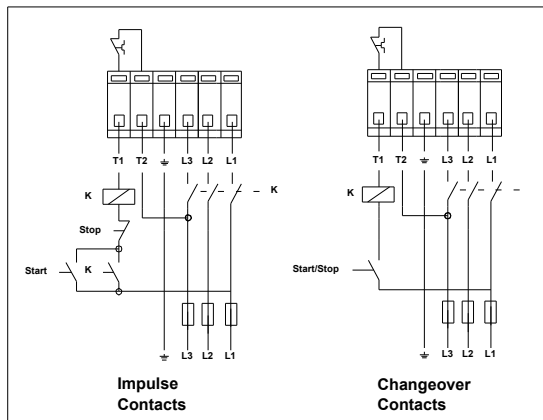 T1 T2 L3 L2 L1
K
K
Stop
Start
K
L3 L2 L1
Impulse
Contacts
T1 T2 L3 L2 L1
K
Start/Stop
L3 L2 L1
Changeover
Contacts